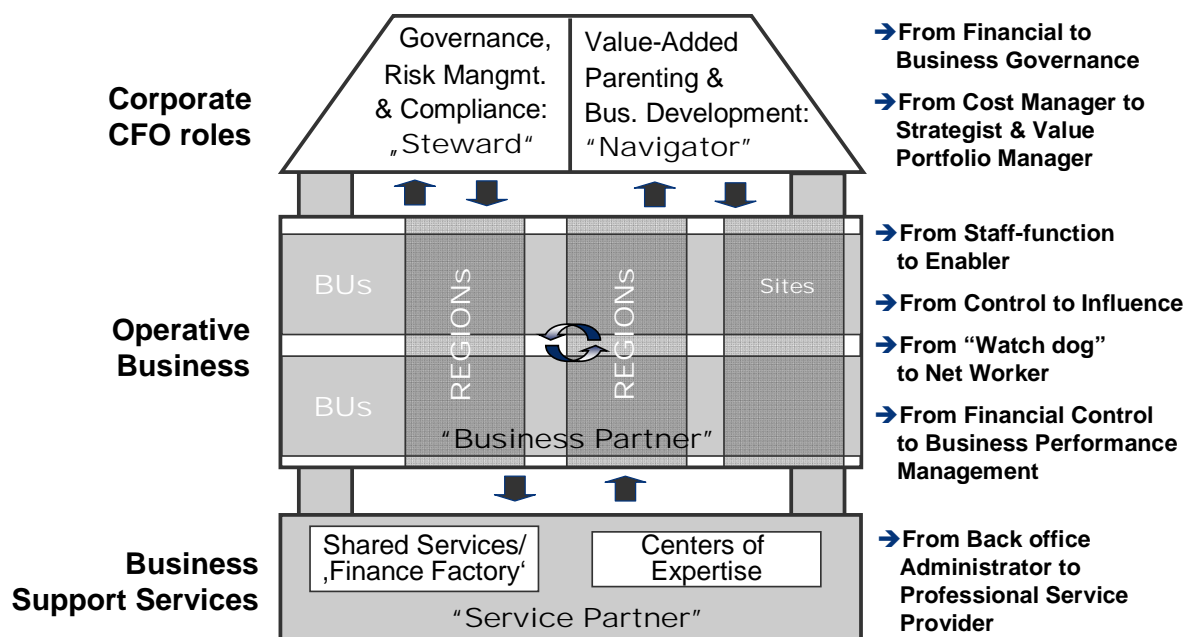 Corporate
CFO roles
Governance,
Risk Mangmt.
& Compliance:
„Steward“
Value-Added
Parenting &
Bus. Development:
“Navigator”
➔From Financial to
Business Governance
➔From Cost Manager to
Strategist & Value
Portfolio Manager
Operative
Business
BUs
BUs
REGIONs
REGIONs
Sites
“Business Partner”
➔From Staff-function
to Enabler
➔From Control to Influence
➔From “Watch dog”
to Net Worker
➔From Financial Control
to Business Performance
Management
Business
Support Services
Shared Services/
‚Finance Factory‘
Centers of
Expertise
“Service Partner”
➔From Back office
Administrator to
Professional Service
Provider